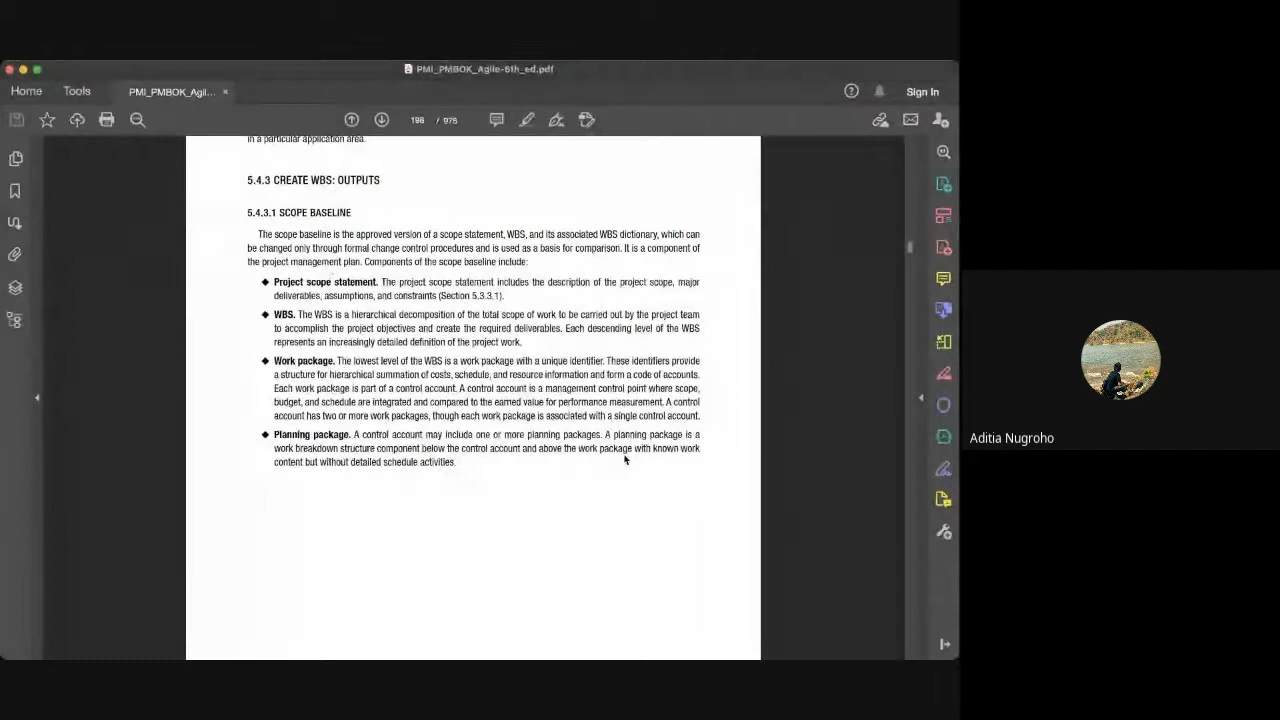 PMI_PMBOK_Agile-6th_ed.pdf
Home Tools PMI_PMBOK_Agil... × Sign In
198 / 976
in a particular application area.
5.4.3 CREATE WBS: OUTPUTS
5.4.3.1 SCOPE BASELINE
The scope baseline is the approved version of a scope statement, WBS, and its associated WBS dictionary, which can
be changed only through formal change control procedures and is used as a basis for comparison. It is a component of
the project management plan. Components of the scope baseline include:
◆ Project scope statement. The project scope statement includes the description of the project scope, major
deliverables, assumptions, and constraints (Section 5.3.3.1).
◆ WBS. The WBS is a hierarchical decomposition of the total scope of work to be carried out by the project team
to accomplish the project objectives and create the required deliverables. Each descending level of the WBS
represents an increasingly detailed definition of the project work.
◆ Work package. The lowest level of the WBS is a work package with a unique identifier. These identifiers provide
a structure for hierarchical summation of costs, schedule, and resource information and form a code of accounts.
Each work package is part of a control account. A control account is a management control point where scope,
budget, and schedule are integrated and compared to the earned value for performance measurement. A control
account has two or more work packages, though each work package is associated with a single control account.
◆ Planning package. A control account may include one or more planning packages. A planning package is a
work breakdown structure component below the control account and above the work package with known work
content but without detailed schedule activities.
Aditia Nugroho